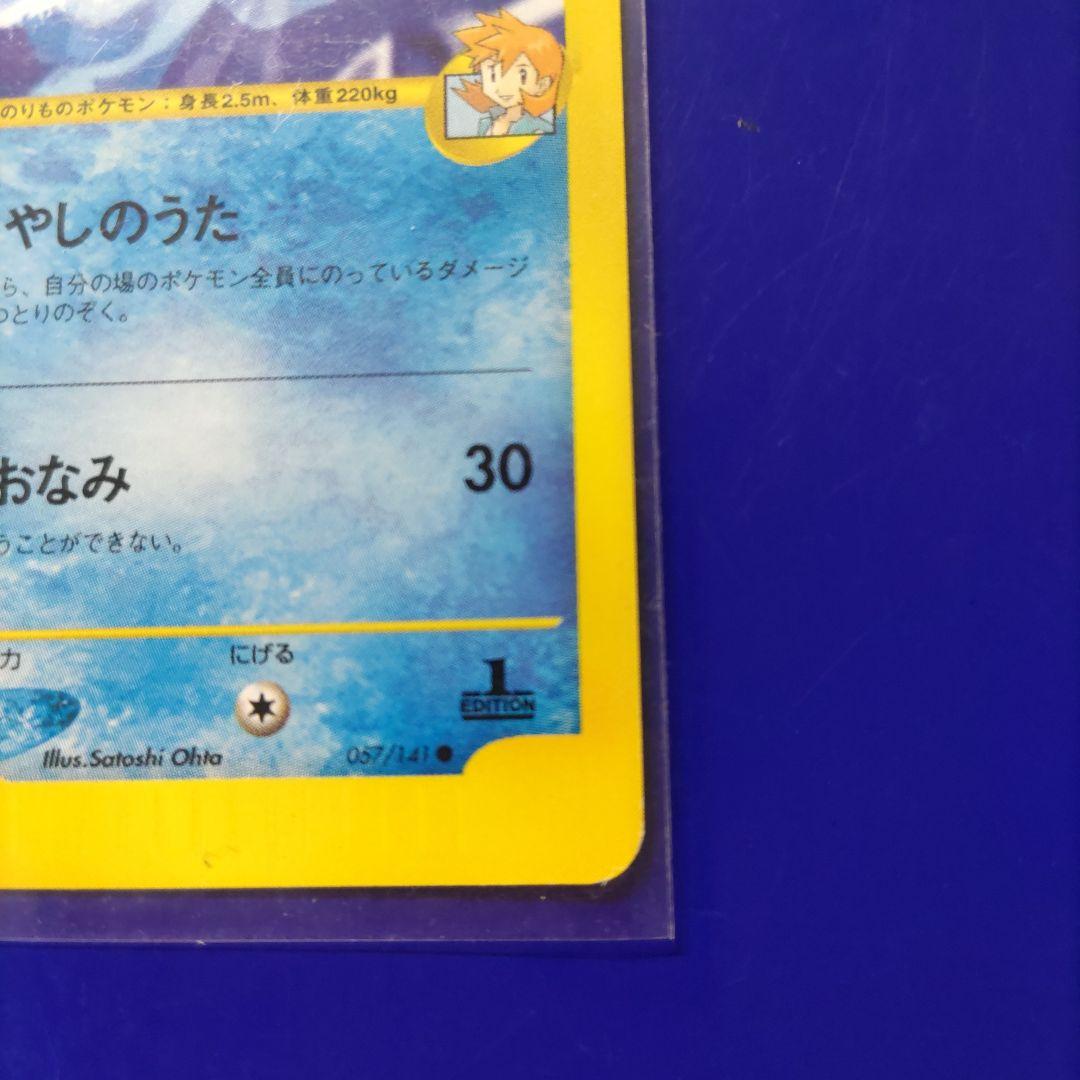 のりものポケモン：身長2.5m、体重220kg
やしのうた
ら、自分の場のポケモン全員にのっているダメージ
つとりのぞく。
おなみ 30
うことができない。
力 にげる
1
EDITION
Illus.Satoshi Ohta 057/141●